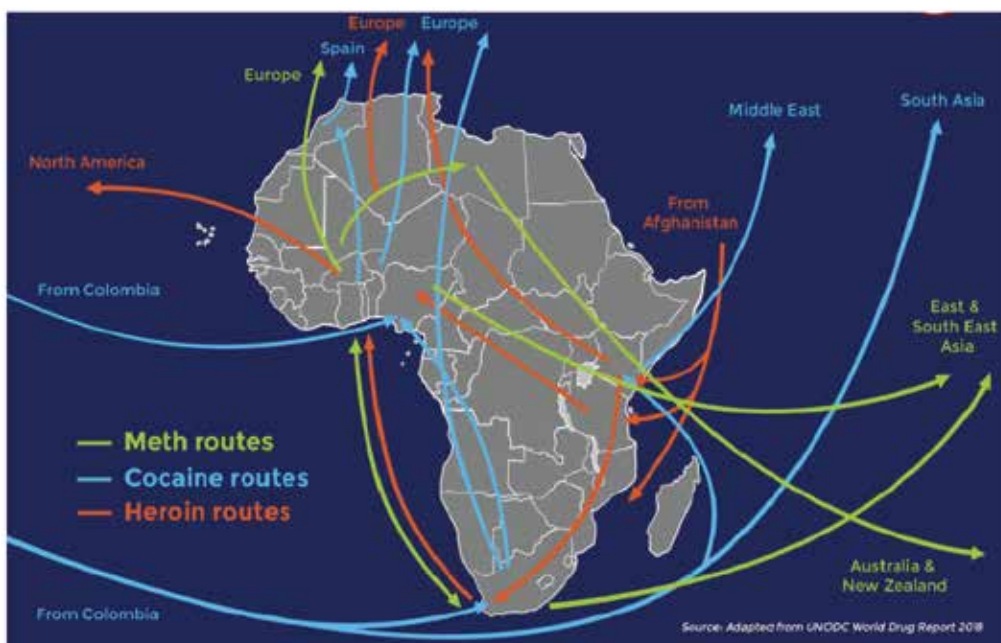 Europe
Spain
Europe
Europe
North America
Middle East
South Asia
From
Afghanistan
From Colombia
East &
South East
Asia
Meth routes
Cocaine routes
Heroin routes
Australia &
New Zealand
From Colombia
Source: Adapted from UNODC World Drug Report 2018